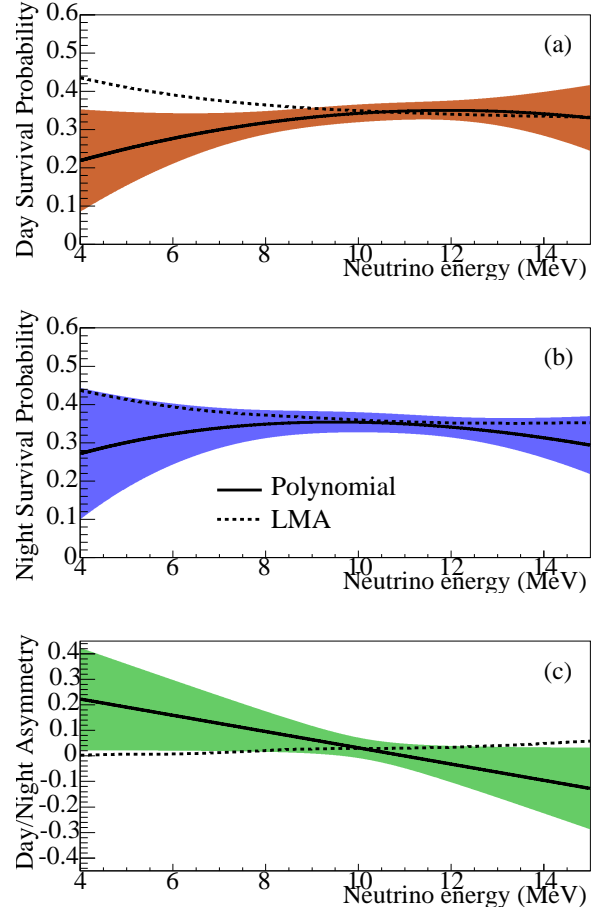 Day Survival Probability
0.6
0.5
0.4
0.3
0.2
0.1
0
(a)
4 6 8 10 12 14
Neutrino energy (MeV)
Night Survival Probability
0.6
0.5
0.4
0.3
0.2
0.1
0
(b)
Polynomial
LMA
4 6 8 10 12 14
Neutrino energy (MeV)
Day/Night Asymmetry
0.4
0.3
0.2
0.1
0
-0.1
-0.2
-0.3
-0.4
(c)
4 6 8 10 12 14
Neutrino energy (MeV)